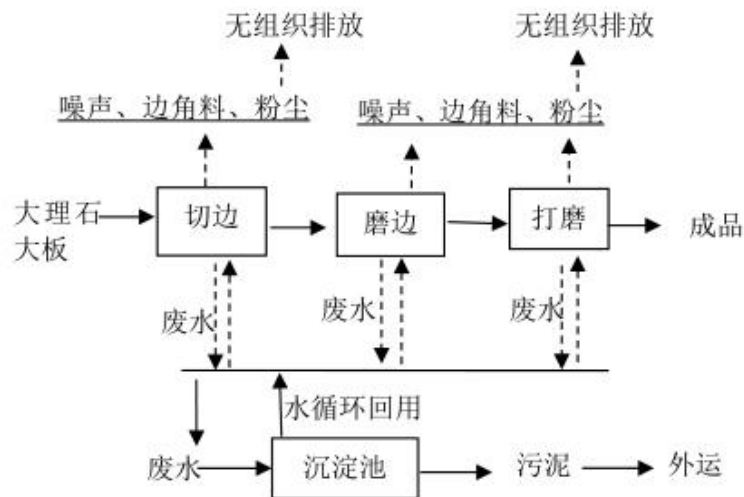 无组织排放
无组织排放
噪声、边角料、粉尘
噪声、边角料、粉尘
大理石
大板
切边
磨边
打磨
成品
废水
废水
废水
水循环回用
废水
沉淀池
污泥
外运